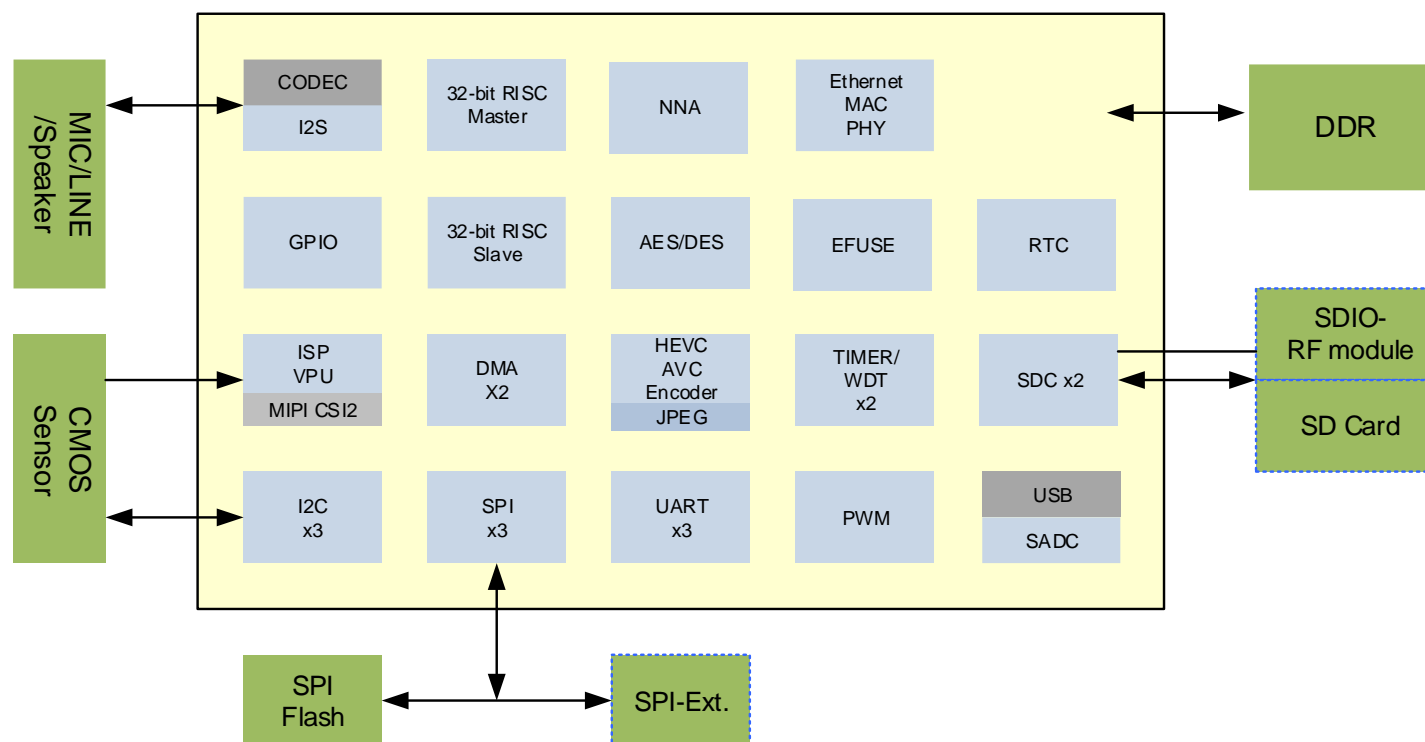 MIC/LINE
/Speaker
CODEC
I2S
32-bit RISC
Master
NNA
Ethernet
MAC
PHY
DDR
GPIO
32-bit RISC
Slave
AES/DES
EFUSE
RTC
CMOS
Sensor
ISP
VPU
MIPI CSI2
DMA
X2
HEVC
AVC
Encoder
JPEG
TIMER/
WDT
x2
SDC x2
SDIO-
RF module
SD Card
I2C
x3
SPI
x3
UART
x3
PWM
USB
SADC
SPI
Flash
SPI-Ext.